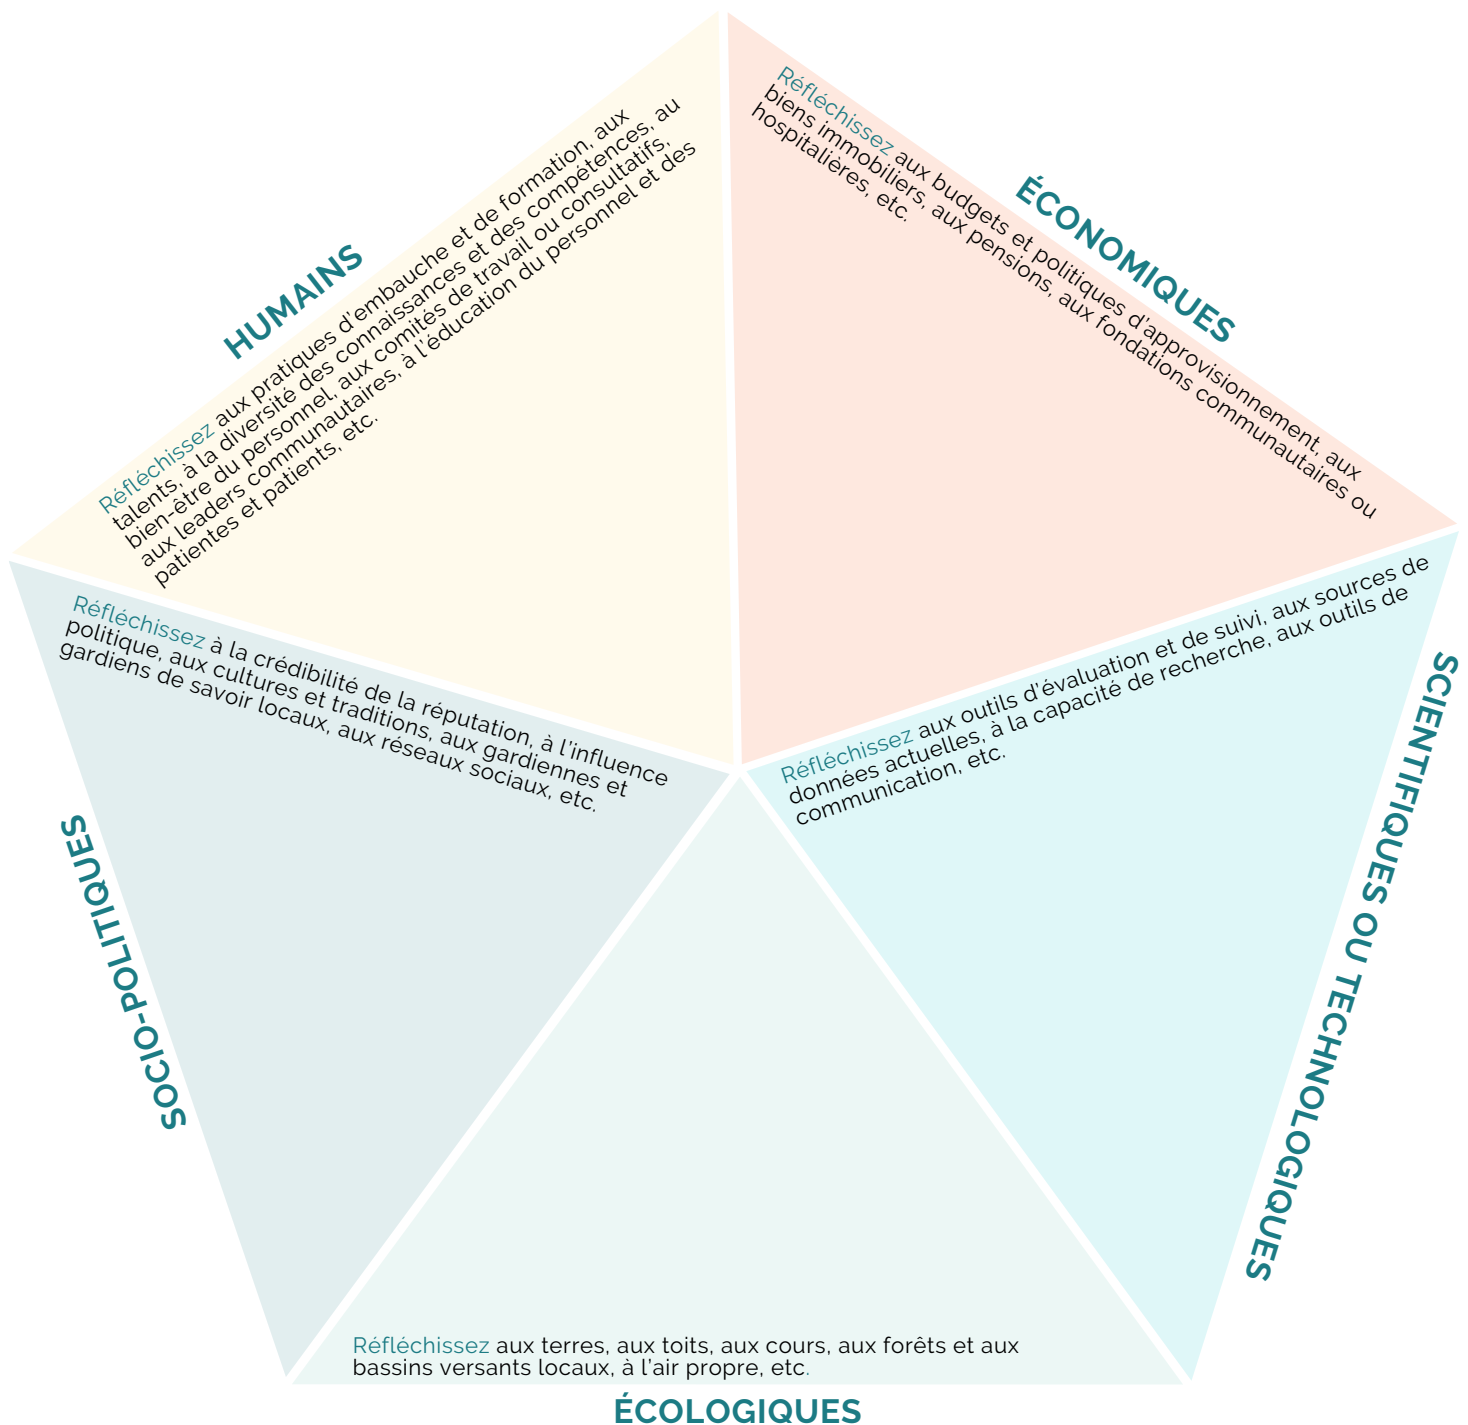 HUMAINS
Réfléchissez aux pratiques d'embauche et de formation, aux
talents, à la diversité des connaissances et des compétences, au
bien-être du personnel, aux comités de travail ou consultatifs,
aux leaders communautaires, à l'éducation du personnel et des
patientes et patients, etc.
ÉCONOMIQUES
Réfléchissez aux budgets et politiques d'approvisionnement, aux
biens immobiliers, aux pensions, aux fondations communautaires ou
hospitalières, etc.
SCIENTIFIQUES OU TECHNOLOGIQUES
Réfléchissez aux outils d'évaluation et de suivi, aux sources de
données actuelles, à la capacité de recherche, aux outils de
communication, etc.
SOCIO-POLITIQUES
Réfléchissez à la crédibilité de la réputation, à l'influence
politique, aux cultures et traditions, aux gardiennes et
gardiens de savoir locaux, aux réseaux sociaux, etc.
Réfléchissez aux terres, aux toits, aux cours, aux forêts et aux
bassins versants locaux, à l'air propre, etc.
ÉCOLOGIQUES